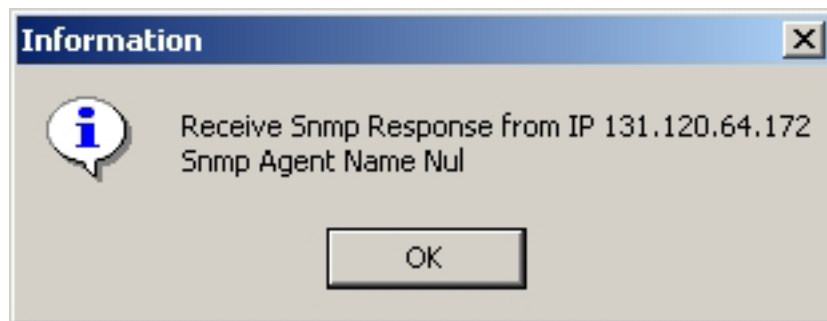 Information
Receive Snmp Response from IP 131.120.64.172
Snmp Agent Name Nul
OK